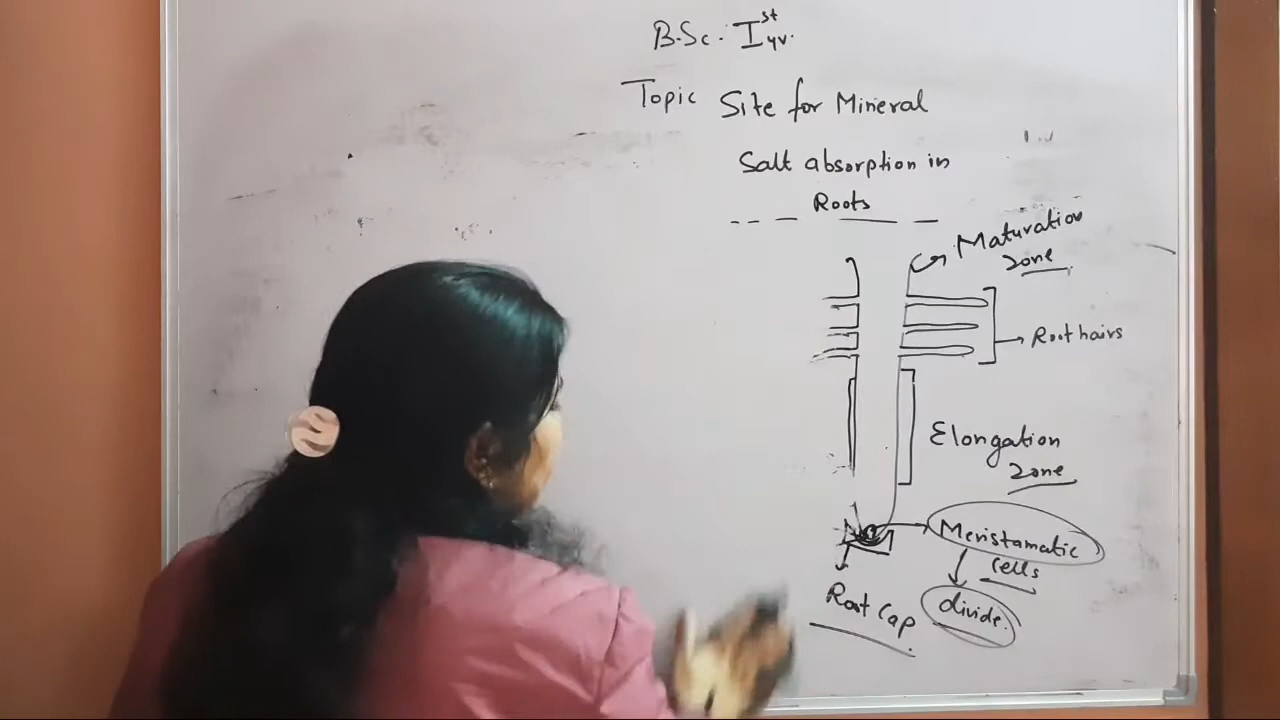 B.Sc. Ist yr.
Topic Site for Mineral
Salt absorption in
Roots
Maturation
zone
Root hairs
Elongation
zone
Meristamatic
cells
divide.
Root cap